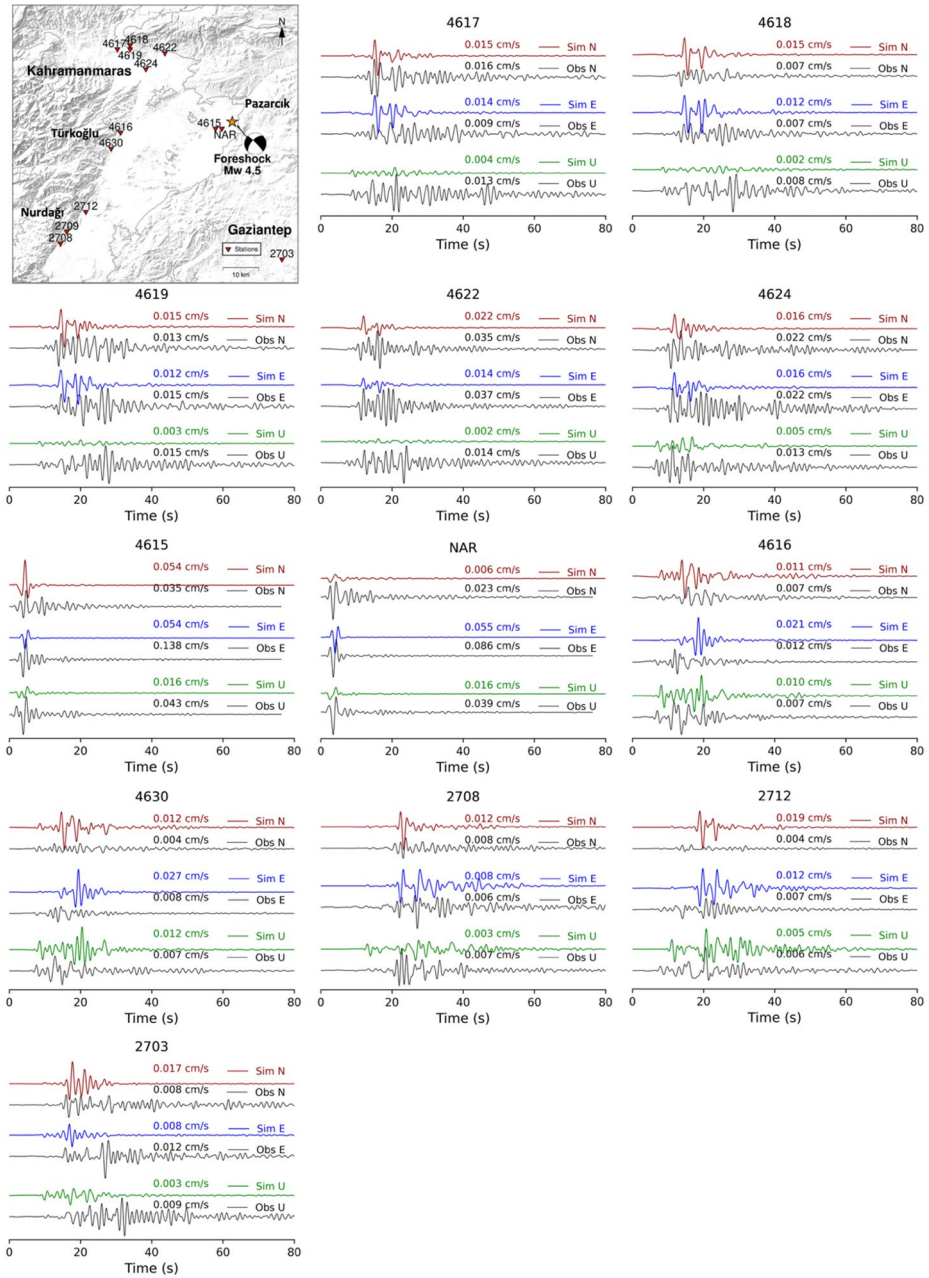 N
4617
4618
4619
4622
4624
Kahramanmaras
Pazarcık
4615
NAR
4616
Türkoğlu
4630
Foreshock
Mw 4.5
Nurdağı
2712
2709
2708
Gaziantep
Stations
2703
10 km
4617
0.015 cm/s Sim N
0.016 cm/s Obs N
0.014 cm/s Sim E
0.009 cm/s Obs E
0.004 cm/s Sim U
0.013 cm/s Obs U
0 20 40 60 80
Time (s)
4618
0.015 cm/s Sim N
0.007 cm/s Obs N
0.012 cm/s Sim E
0.007 cm/s Obs E
0.002 cm/s Sim U
0.008 cm/s Obs U
0 20 40 60 80
Time (s)
4619
0.015 cm/s Sim N
0.013 cm/s Obs N
0.012 cm/s Sim E
0.015 cm/s Obs E
0.003 cm/s Sim U
0.015 cm/s Obs U
0 20 40 60 80
Time (s)
4622
0.022 cm/s Sim N
0.035 cm/s Obs N
0.014 cm/s Sim E
0.037 cm/s Obs E
0.002 cm/s Sim U
0.014 cm/s Obs U
0 20 40 60 80
Time (s)
4624
0.016 cm/s Sim N
0.022 cm/s Obs N
0.016 cm/s Sim E
0.022 cm/s Obs E
0.005 cm/s Sim U
0.013 cm/s Obs U
0 20 40 60 80
Time (s)
4615
0.054 cm/s Sim N
0.035 cm/s Obs N
0.054 cm/s Sim E
0.138 cm/s Obs E
0.016 cm/s Sim U
0.043 cm/s Obs U
0 20 40 60 80
Time (s)
NAR
0.006 cm/s Sim N
0.023 cm/s Obs N
0.055 cm/s Sim E
0.086 cm/s Obs E
0.016 cm/s Sim U
0.039 cm/s Obs U
0 20 40 60 80
Time (s)
4616
0.011 cm/s Sim N
0.007 cm/s Obs N
0.021 cm/s Sim E
0.012 cm/s Obs E
0.010 cm/s Sim U
0.007 cm/s Obs U
0 20 40 60 80
Time (s)
4630
0.012 cm/s Sim N
0.004 cm/s Obs N
0.027 cm/s Sim E
0.008 cm/s Obs E
0.012 cm/s Sim U
0.007 cm/s Obs U
0 20 40 60 80
Time (s)
2708
0.012 cm/s Sim N
0.008 cm/s Obs N
0.008 cm/s Sim E
0.006 cm/s Obs E
0.003 cm/s Sim U
0.007 cm/s Obs U
0 20 40 60 80
Time (s)
2712
0.019 cm/s Sim N
0.004 cm/s Obs N
0.012 cm/s Sim E
0.007 cm/s Obs E
0.005 cm/s Sim U
0.006 cm/s Obs U
0 20 40 60 80
Time (s)
2703
0.017 cm/s Sim N
0.008 cm/s Obs N
0.008 cm/s Sim E
0.012 cm/s Obs E
0.003 cm/s Sim U
0.009 cm/s Obs U
0 20 40 60 80
Time (s)